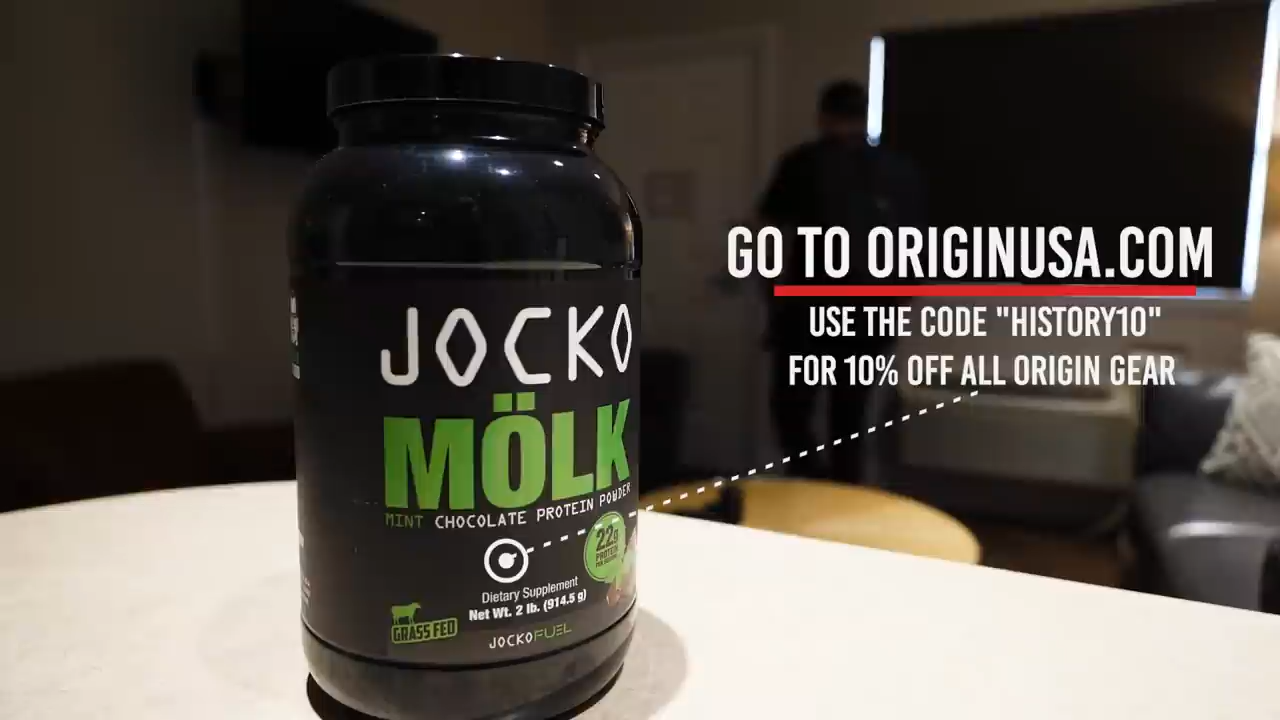 GO TO ORIGINUSA.COM
USE THE CODE "HISTORY10"
FOR 10% OFF ALL ORIGIN GEAR
JOCKO
MÖLK
MINT CHOCOLATE PROTEIN POWDER
22g
PROTEIN
Dietary Supplement
Net Wt. 2 lb. (914.5 g)
GRASS FED
JOCKOFUEL